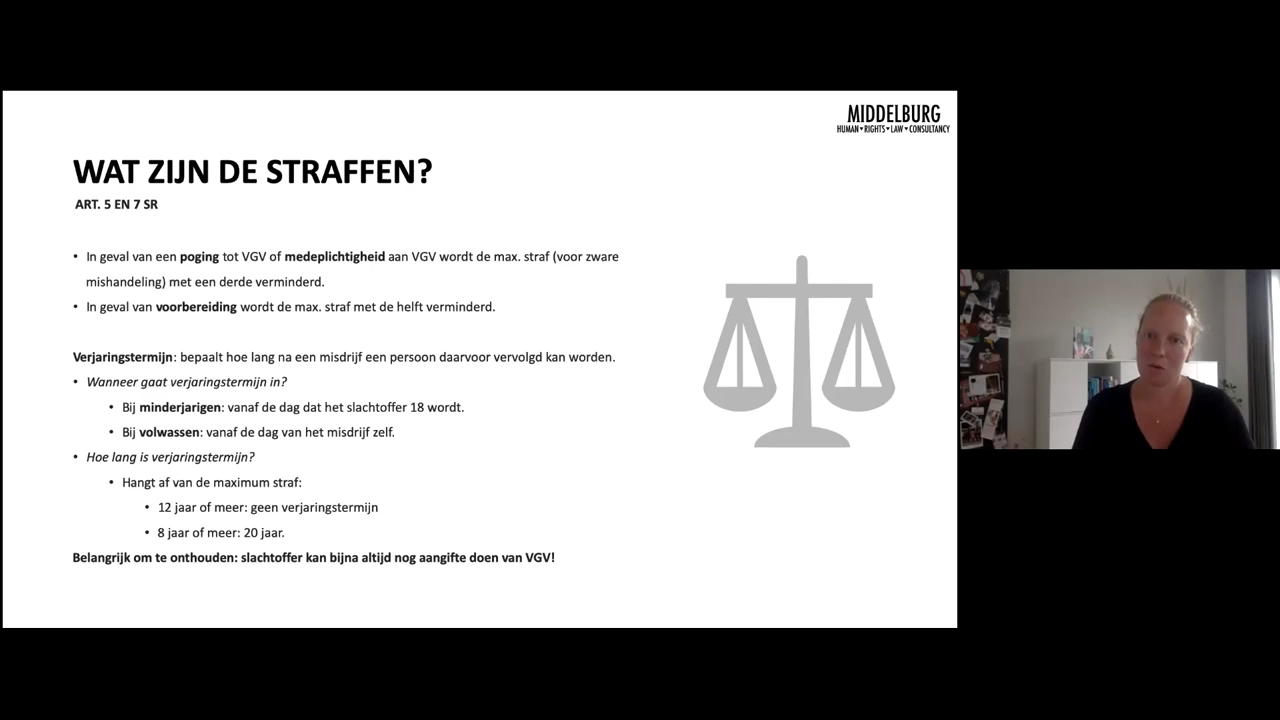 MIDDELBURG
HUMAN♥RIGHTS♥LAW♥CONSULTANCY
WAT ZIJN DE STRAFFEN?
ART. 5 EN 7 SR
• In geval van een poging tot VGV of medeplichtigheid aan VGV wordt de max. straf (voor zware
mishandeling) met een derde verminderd.
• In geval van voorbereiding wordt de max. straf met de helft verminderd.
Verjaringstermijn: bepaalt hoe lang na een misdrijf een persoon daarvoor vervolgd kan worden.
• Wanneer gaat verjaringstermijn in?
• Bij minderjarigen: vanaf de dag dat het slachtoffer 18 wordt.
• Bij volwassen: vanaf de dag van het misdrijf zelf.
• Hoe lang is verjaringstermijn?
• Hangt af van de maximum straf:
• 12 jaar of meer: geen verjaringstermijn
• 8 jaar of meer: 20 jaar.
Belangrijk om te onthouden: slachtoffer kan bijna altijd nog aangifte doen van VGV!